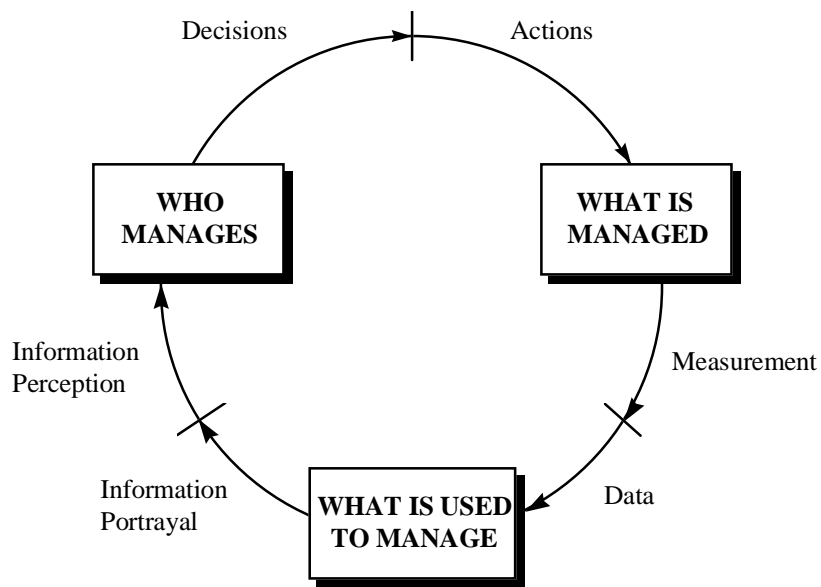 Decisions
Actions
WHO
MANAGES
WHAT IS
MANAGED
Information
Perception
Measurement
Information
Portrayal
WHAT IS USED
TO MANAGE
Data